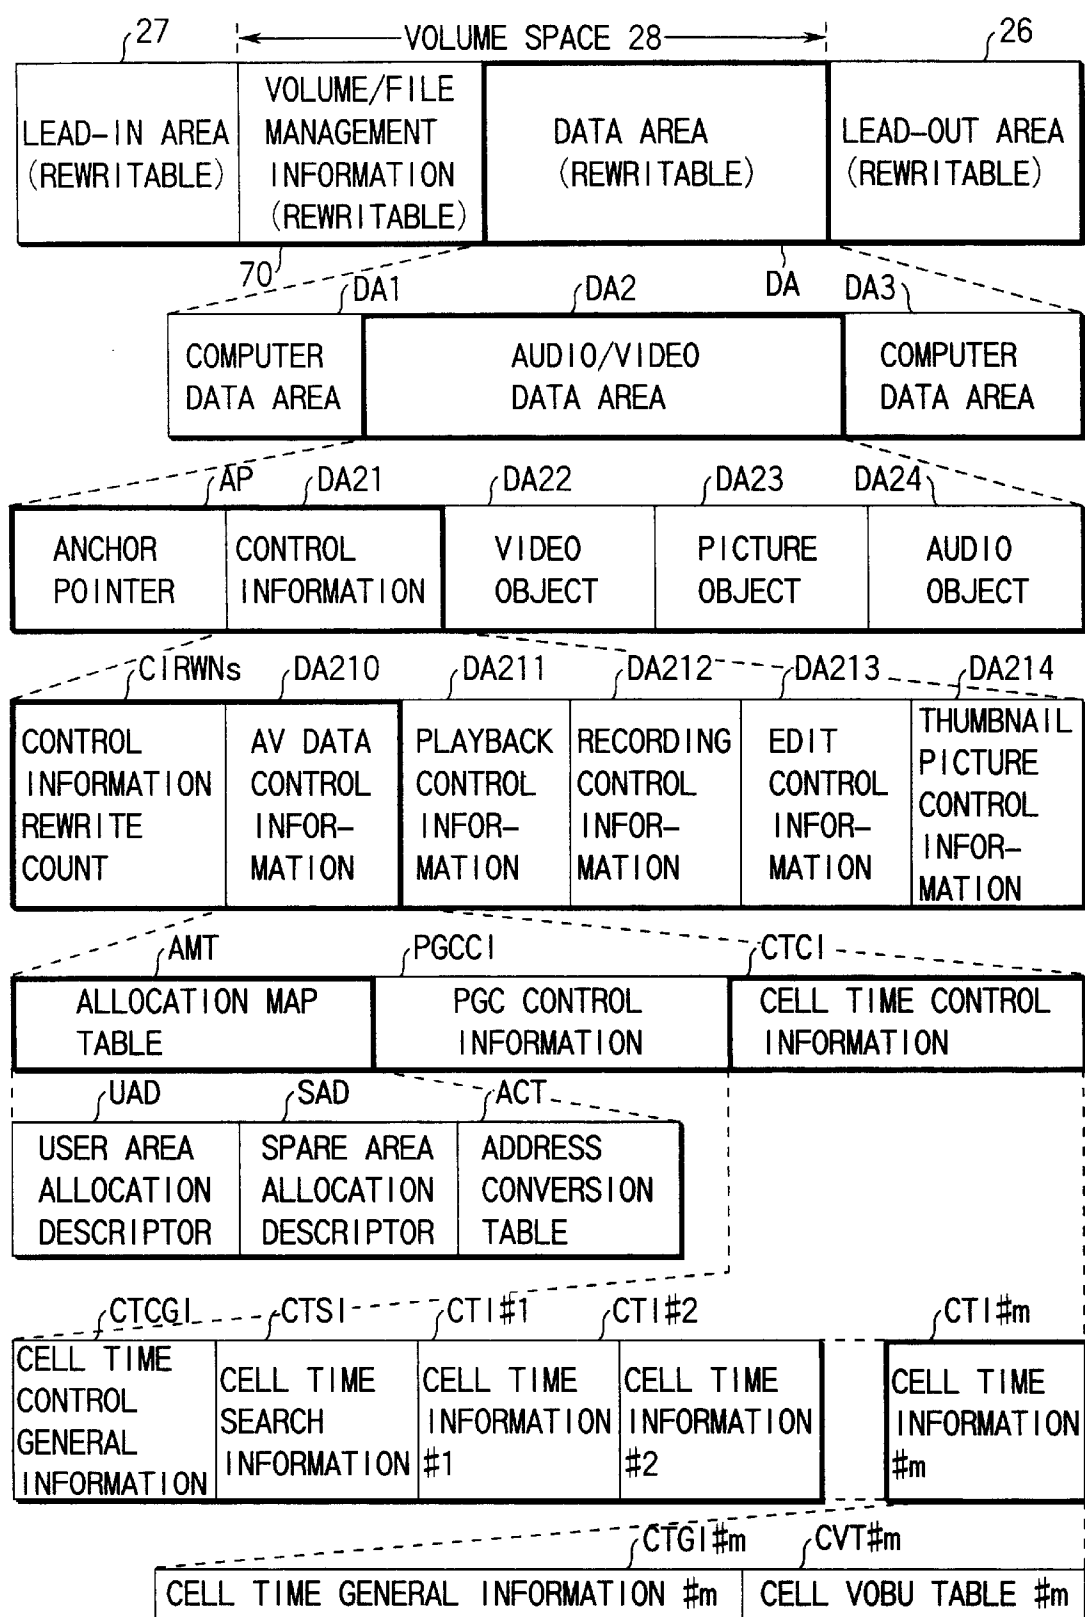 27
VOLUME SPACE 28
26
LEAD-IN AREA
(REWRITABLE)
VOLUME/FILE
MANAGEMENT
INFORMATION
(REWRITABLE)
DATA AREA
(REWRITABLE)
LEAD-OUT AREA
(REWRITABLE)
70
DA
DA1
DA2
DA3
COMPUTER
DATA AREA
AUDIO/VIDEO
DATA AREA
COMPUTER
DATA AREA
AP
DA21
DA22
DA23
DA24
ANCHOR
POINTER
CONTROL
INFORMATION
VIDEO
OBJECT
PICTURE
OBJECT
AUDIO
OBJECT
CIRWNs
DA210
DA211
DA212
DA213
DA214
CONTROL
INFORMATION
REWRITE
COUNT
AV DATA
CONTROL
INFOR-
MATION
PLAYBACK
CONTROL
INFOR-
MATION
RECORDING
CONTROL
INFOR-
MATION
EDIT
CONTROL
INFOR-
MATION
THUMBNAIL
PICTURE
CONTROL
INFOR-
MATION
AMT
PGCCI
CTCI
ALLOCATION MAP
TABLE
PGC CONTROL
INFORMATION
CELL TIME CONTROL
INFORMATION
UAD
SAD
ACT
USER AREA
ALLOCATION
DESCRIPTOR
SPARE AREA
ALLOCATION
DESCRIPTOR
ADDRESS
CONVERSION
TABLE
CTCGI
CTSI
CTI#1
CTI#2
CTI#m
CELL TIME
CONTROL
GENERAL
INFORMATION
CELL TIME
SEARCH
INFORMATION
CELL TIME
INFORMATION
#1
CELL TIME
INFORMATION
#2
CELL TIME
INFORMATION
#m
CTGI#m
CVT#m
CELL TIME GENERAL INFORMATION #m
CELL VOBU TABLE #m